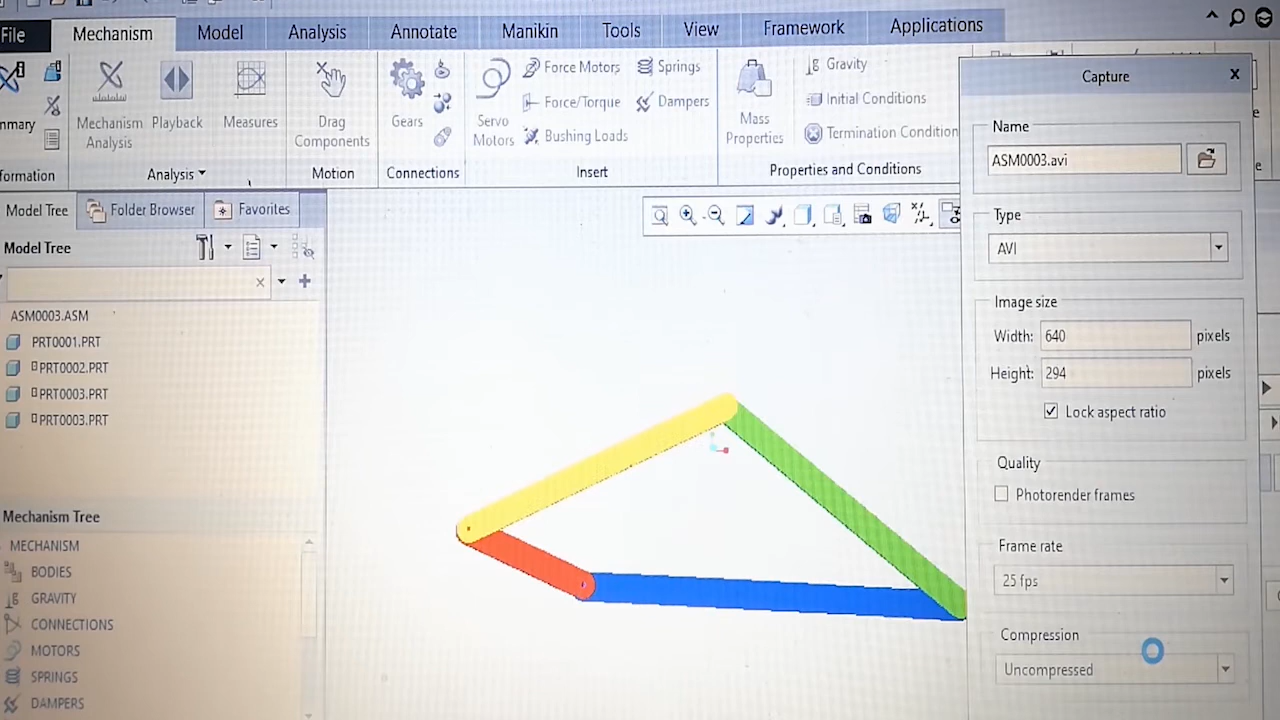 File Mechanism Model Analysis Annotate Manikin Tools View Framework Applications
Mechanism Analysis
Playback
Measures
Drag Components
Gears
Servo Motors
Force Motors
Force/Torque
Bushing Loads
Springs
Dampers
Mass Properties
Gravity
Initial Conditions
Termination Condition
Analysis
Motion
Connections
Insert
Properties and Conditions
Model Tree Folder Browser Favorites
Model Tree
ASM0003.ASM
PRT0001.PRT
PRT0002.PRT
PRT0003.PRT
PRT0003.PRT
Mechanism Tree
MECHANISM
BODIES
GRAVITY
CONNECTIONS
MOTORS
SPRINGS
DAMPERS
Capture
Name
ASM0003.avi
Type
AVI
Image size
Width: 640 pixels
Height: 294 pixels
Lock aspect ratio
Quality
Photorender frames
Frame rate
25 fps
Compression
Uncompressed